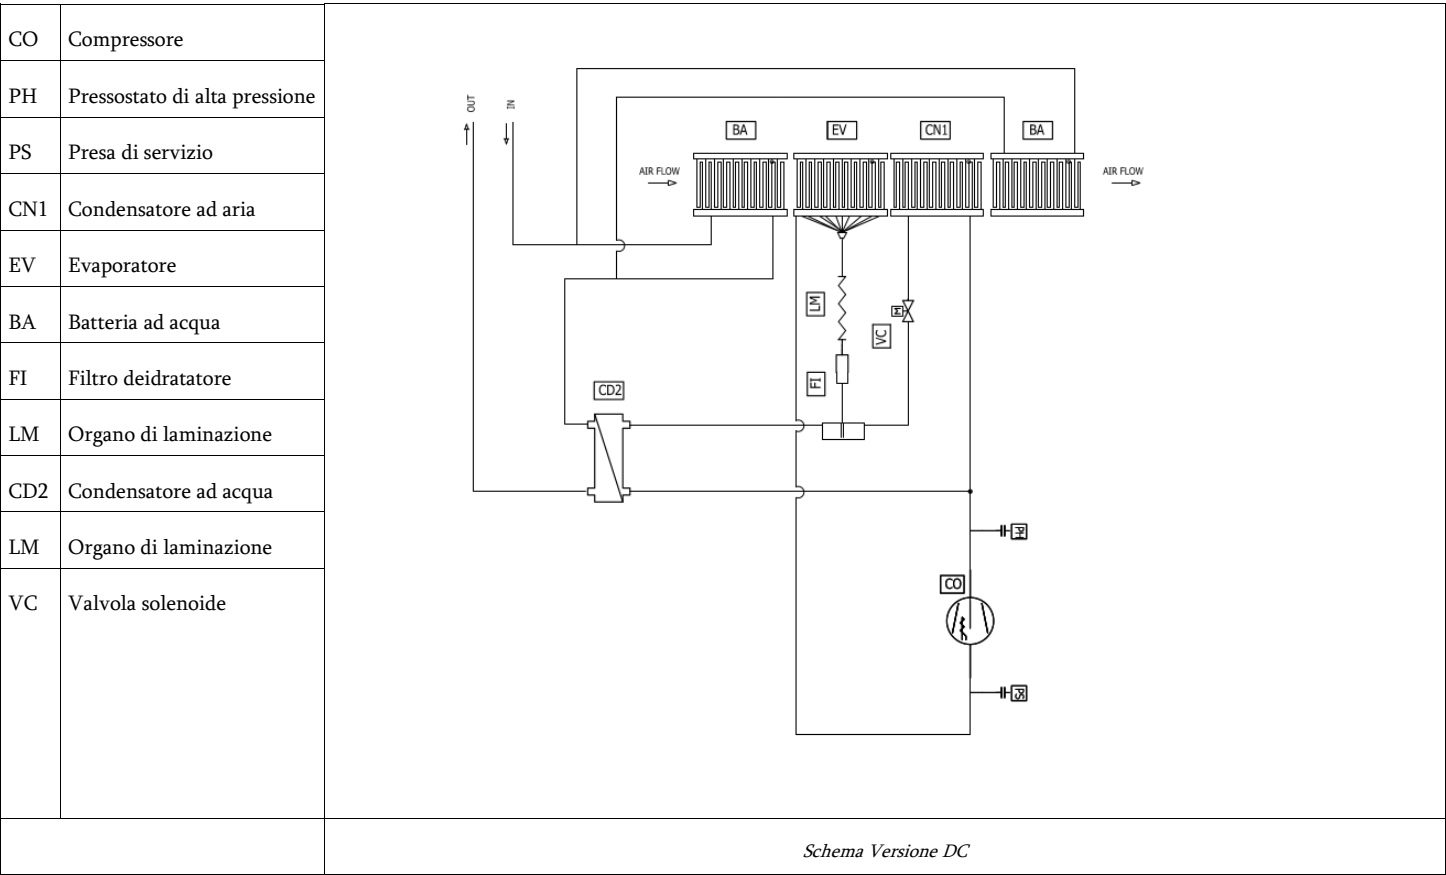 CO Compressore
PH Pressostato di alta pressione
PS Presa di servizio
CN1 Condensatore ad aria
EV Evaporatore
BA Batteria ad acqua
FI Filtro deidratatore
LM Organo di laminazione
CD2 Condensatore ad acqua
LM Organo di laminazione
VC Valvola solenoide
OUT
IN
BA
EV
CN1
BA
AIR FLOW
AIR FLOW
LM
M
VC
FI
CD2
PH
CO
PS
Schema Versione DC